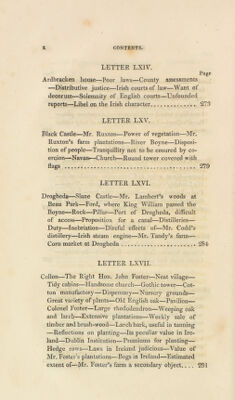 x CONTENTS.
LETTER LXIV.
Page
Ardbraccan house—Poor laws—County assessments
—Distributive justice—Irish courts of law—Want of
decorum—Solemnity of English courts—Unfounded
reports—Libel on the Irish character............... 273
LETTER LXV.
Black Castle—Mr. Ruxton—Power of vegetation—Mr.
Ruxton's farm plantations—River Boyne—Disposi-
tion of people—Tranquillity not to be ensured by co-
ercion—Navan—Church—Round tower covered with
flags .............................................. 279
LETTER LXVI.
Drogheda—Slane Castle—Mr. Lambert's woods at
Beau Park—Ford, where King William passed the
Boyne—Rock—Pillar—Port of Drogheda, difficult
of access—Proposition for a canal—Distilleries—
Duty—Inebriation—Direful effects of—Mr. Codd's
distillery—Irish steam engine—Mr. Tandy's farm—
Corn market at Drogheda ........................... 284
LETTER LXVII.
Collon—The Right Hon. John Foster—Neat village—
Tidy cabins—Handsome church—Gothic tower—Cot-
ton manufactory—Dispensary—Nursery grounds—
Great variety of plants—Old English oak—Pavilion—
Colonel Foster—Large rhododendron—Weeping oak
and larch—Extensive plantations—Weekly sale of
timber and brush-wood—Larch bark, useful in tanning
—Reflections on planting—Its peculiar value in Ire-
land—Dublin Institution—Premiums for planting—
Hedge rows—Laws in Ireland judicious—Value of
Mr. Foster's plantations—Bogs in Ireland—Estimated
extent of—Mr. Foster's farm a secondary object.... 291